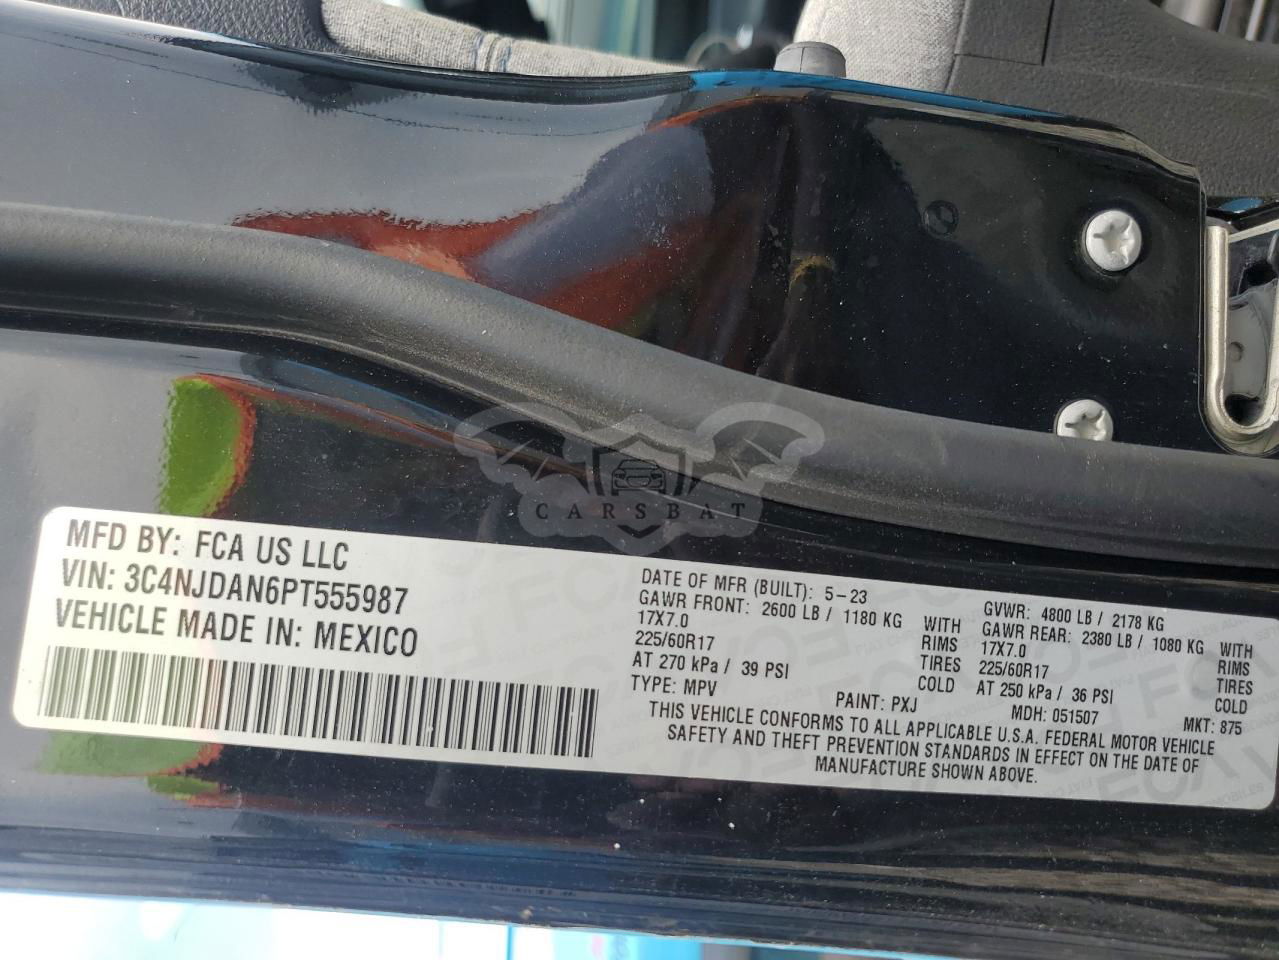 CARSBAT
MFD BY: FCA US LLC
VIN: 3C4NJDAN6PT555987
VEHICLE MADE IN: MEXICO
DATE OF MFR (BUILT): 5-23
GAWR FRONT: 2600 LB / 1180 KG WITH
17X7.0 RIMS
225/60R17 TIRES
AT 270 kPa / 39 PSI COLD
TYPE: MPV PAINT: PXJ
GVWR: 4800 LB / 2178 KG
GAWR REAR: 2380 LB / 1080 KG WITH
17X7.0 RIMS
225/60R17 TIRES
AT 250 kPa / 36 PSI COLD
MDH: 051507 MKT: 875
THIS VEHICLE CONFORMS TO ALL APPLICABLE U.S.A. FEDERAL MOTOR VEHICLE
SAFETY AND THEFT PREVENTION STANDARDS IN EFFECT ON THE DATE OF
MANUFACTURE SHOWN ABOVE.